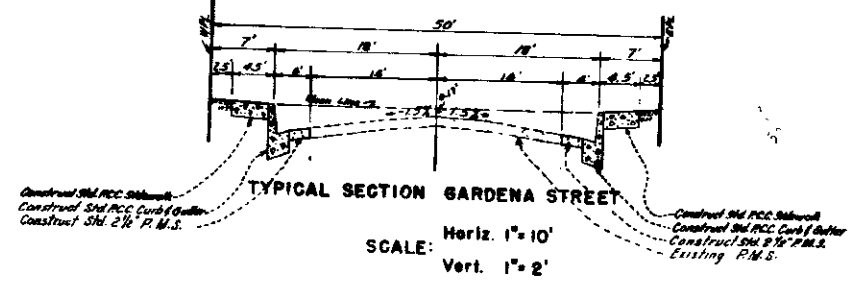 50'
7' 18' 18' 7'
2.5' 4.5' 4' 14' 14' 4' 4.5' 2.5'
1.5% 1.5%
Construct Std. P.C.C. Sidewalk
Construct Std. P.C.C. Curb & Gutter
Construct Std. 2½" P.M.S.
TYPICAL SECTION GARDENA STREET
Construct Std. P.C.C. Sidewalk
Construct Std. P.C.C. Curb & Gutter
Construct Std. 2½" P.M.S.
Existing P.M.S.
SCALE: Horiz. 1"= 10'
Vert. 1"= 2'